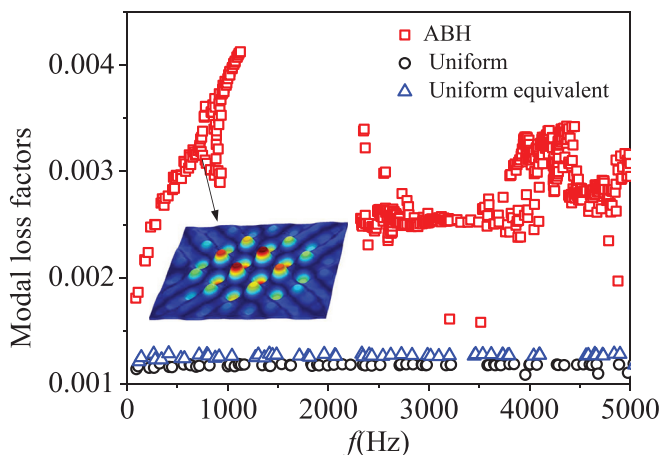 ABH
Uniform
Uniform equivalent
Modal loss factors
0.004
0.003
0.002
0.001
0 1000 2000 3000 4000 5000
f(Hz)